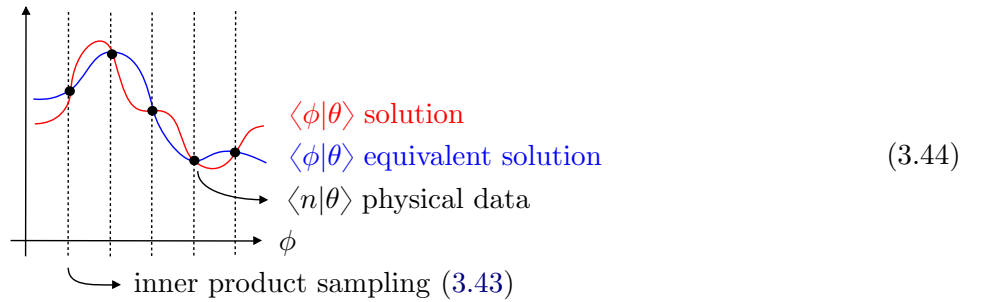 ⟨ϕ|θ⟩ solution
⟨ϕ|θ⟩ equivalent solution (3.44)
⟨n|θ⟩ physical data
ϕ
inner product sampling (3.43)